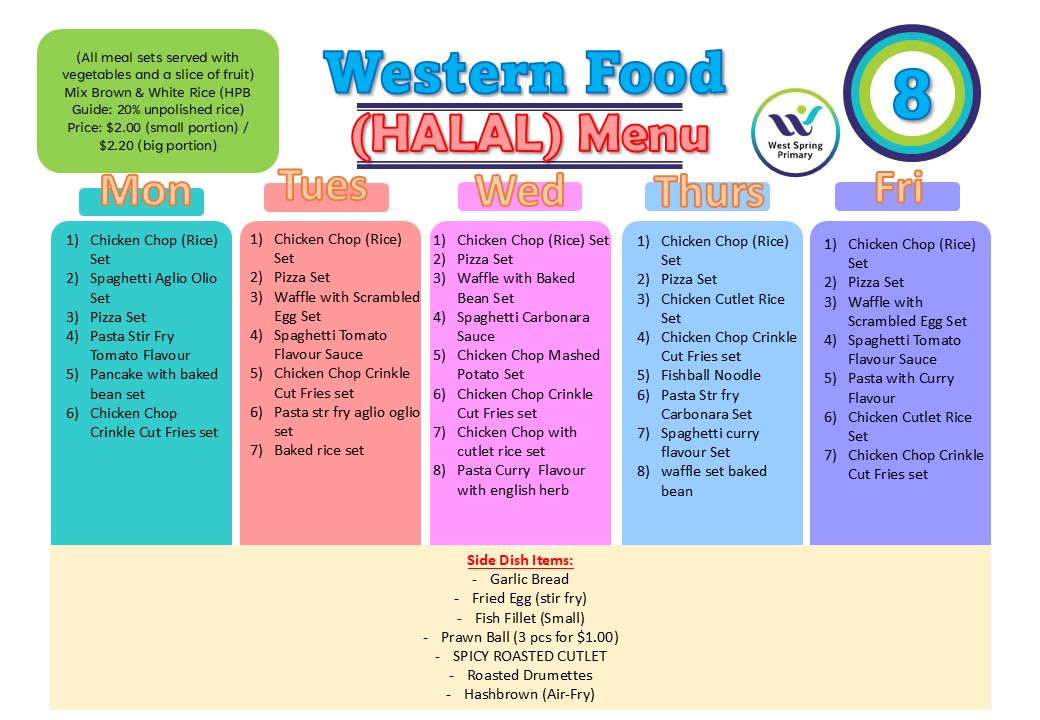 (All meal sets served with
vegetables and a slice of fruit)
Mix Brown & White Rice (HPB
Guide: 20% unpolished rice)
Price: $2.00 (small portion) /
$2.20 (big portion)
Western Food
(HALAL) Menu
West Spring
Primary
8
Mon
1) Chicken Chop (Rice)
Set
2) Spaghetti Aglio Olio
Set
3) Pizza Set
4) Pasta Stir Fry
Tomato Flavour
5) Pancake with baked
bean set
6) Chicken Chop
Crinkle Cut Fries set
Tues
1) Chicken Chop (Rice)
Set
2) Pizza Set
3) Waffle with Scrambled
Egg Set
4) Spaghetti Tomato
Flavour Sauce
5) Chicken Chop Crinkle
Cut Fries set
6) Pasta str fry aglio oglio
set
7) Baked rice set
Wed
1) Chicken Chop (Rice) Set
2) Pizza Set
3) Waffle with Baked
Bean Set
4) Spaghetti Carbonara
Sauce
5) Chicken Chop Mashed
Potato Set
6) Chicken Chop Crinkle
Cut Fries set
7) Chicken Chop with
cutlet rice set
8) Pasta Curry Flavour
with english herb
Thurs
1) Chicken Chop (Rice)
Set
2) Pizza Set
3) Chicken Cutlet Rice
Set
4) Chicken Chop Crinkle
Cut Fries set
5) Fishball Noodle
6) Pasta Str fry
Carbonara Set
7) Spaghetti curry
flavour Set
8) waffle set baked
bean
Fri
1) Chicken Chop (Rice)
Set
2) Pizza Set
3) Waffle with
Scrambled Egg Set
4) Spaghetti Tomato
Flavour Sauce
5) Pasta with Curry
Flavour
6) Chicken Cutlet Rice
Set
7) Chicken Chop Crinkle
Cut Fries set
Side Dish Items:
- Garlic Bread
- Fried Egg (stir fry)
- Fish Fillet (Small)
- Prawn Ball (3 pcs for $1.00)
- SPICY ROASTED CUTLET
- Roasted Drumettes
- Hashbrown (Air-Fry)